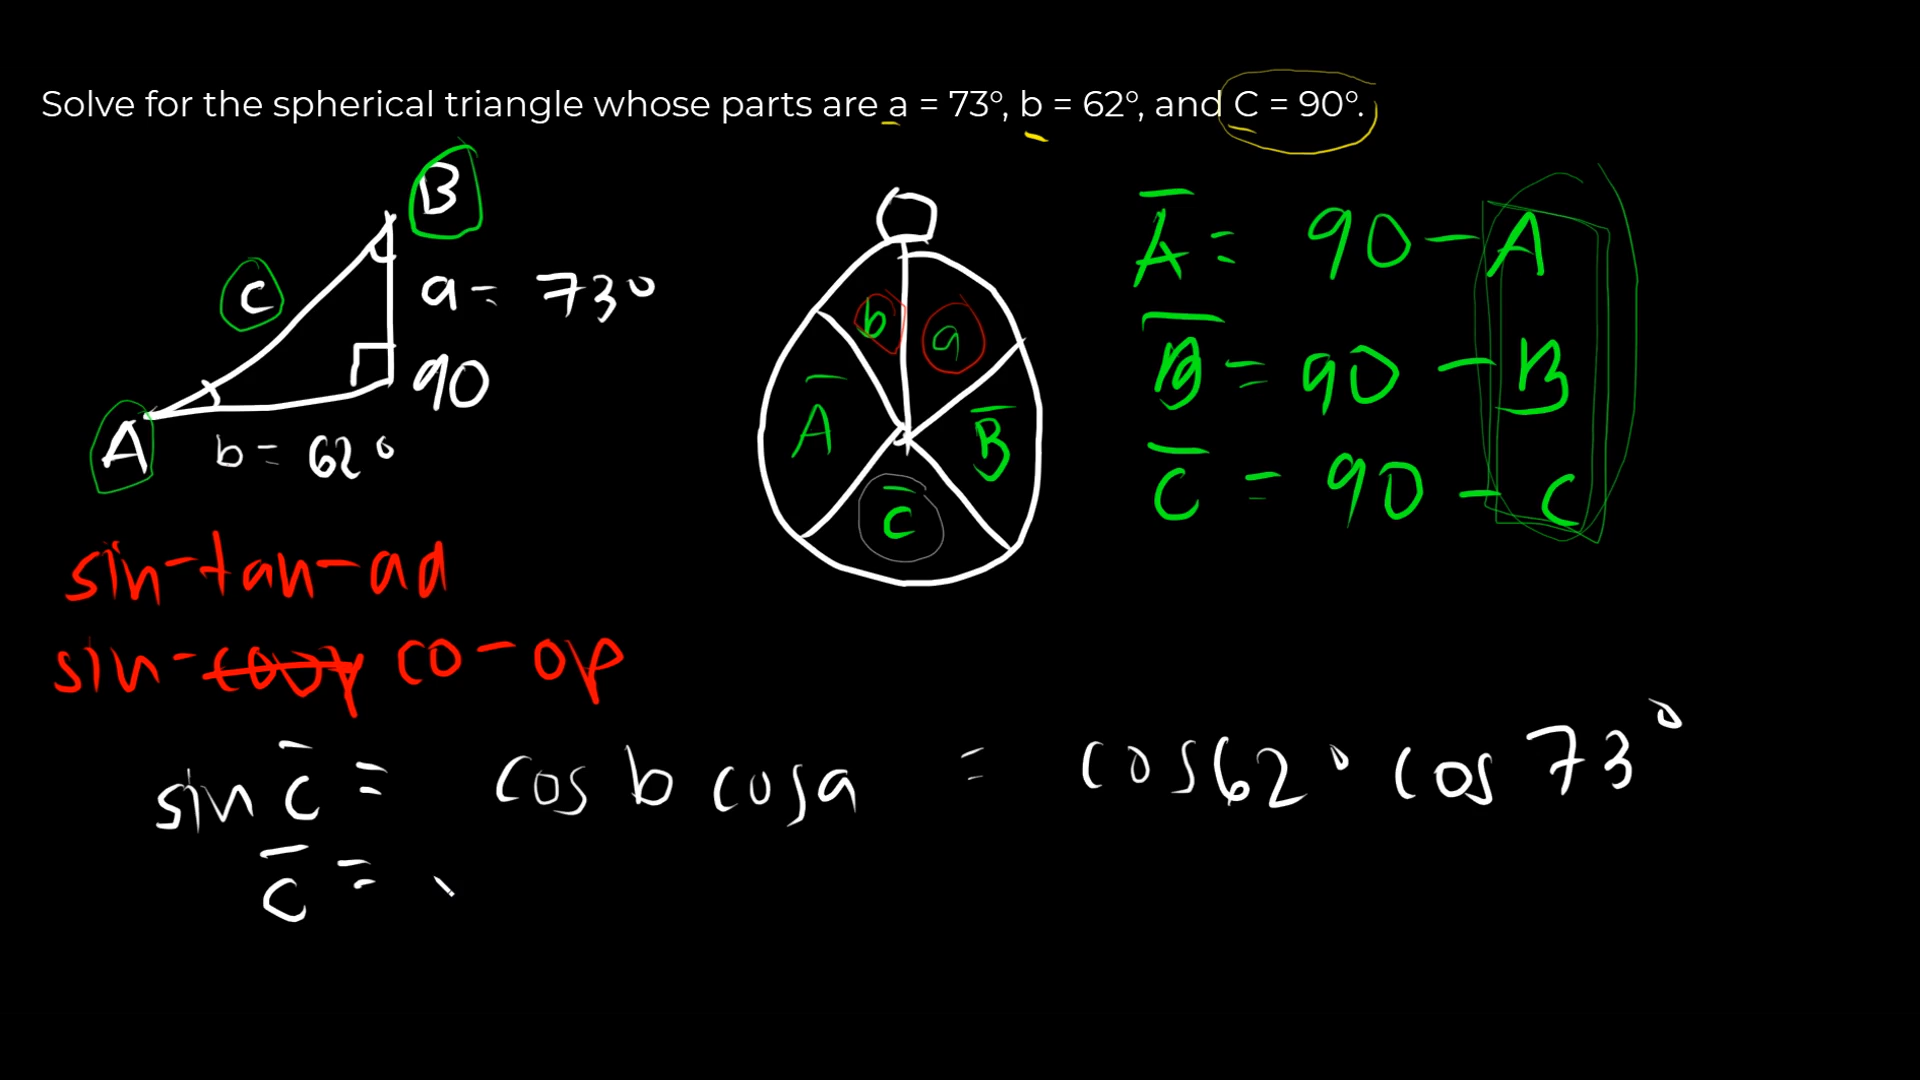 Solve for the spherical triangle whose parts are a = 73°, b = 62°, and C = 90°.
B
c
a = 73°
90
A
b = 62°
b
a
A̅
B̅
c̅
A̅ = 90 - A
B̅ = 90 - B
c̅ = 90 - c
sin-tan-ad
sin- co-op
sin c̅ = cos b cos a = cos 62° cos 73°
c̅ =